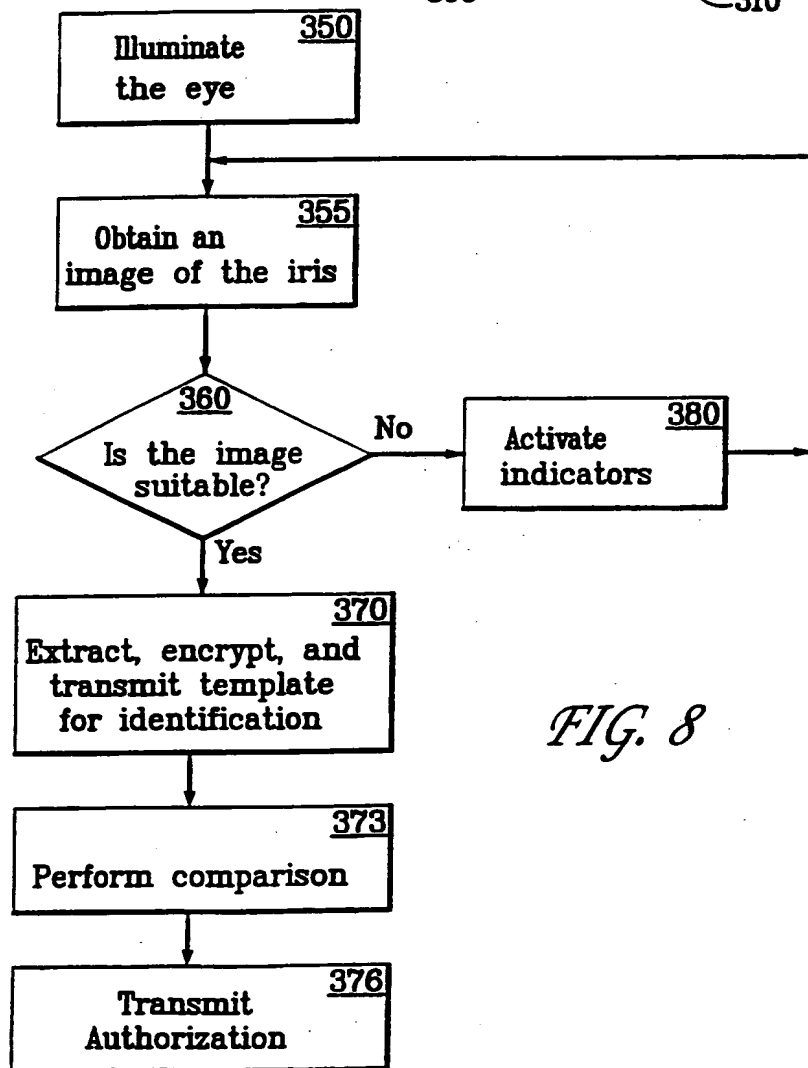 310
350
Illuminate
the eye
355
Obtain an
image of the iris
360
Is the image
suitable?
No
380
Activate
indicators
Yes
370
Extract, encrypt, and
transmit template
for identification
FIG. 8
373
Perform comparison
376
Transmit
Authorization